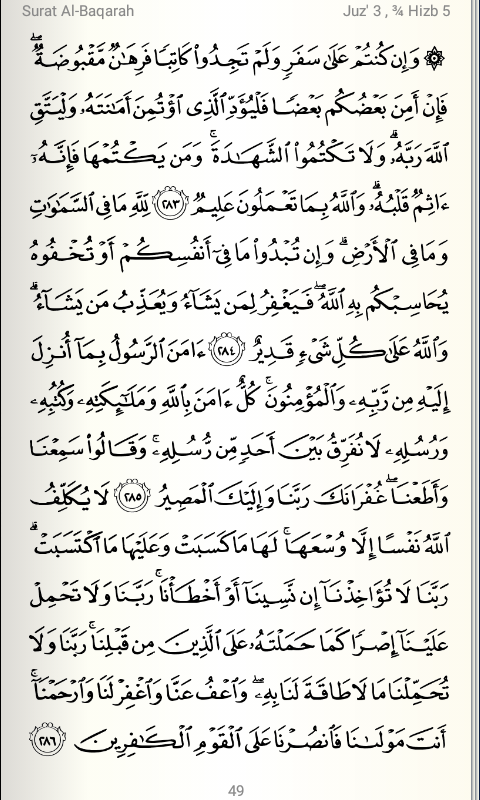 Surat Al-Baqarah Juz' 3 , ¾ Hizb 5
۞ وَإِن كُنتُمْ عَلَىٰ سَفَرٍ وَلَمْ تَجِدُوا۟ كَاتِبًا فَرِهَـٰنٌ مَّقْبُوضَةٌ ۖ
فَإِنْ أَمِنَ بَعْضُكُم بَعْضًا فَلْيُؤَدِّ ٱلَّذِى ٱؤْتُمِنَ أَمَـٰنَتَهُۥ وَلْيَتَّقِ
ٱللَّهَ رَبَّهُۥ ۗ وَلَا تَكْتُمُوا۟ ٱلشَّهَـٰدَةَ ۚ وَمَن يَكْتُمْهَا فَإِنَّهُۥٓ
ءَاثِمٌ قَلْبُهُۥ ۗ وَٱللَّهُ بِمَا تَعْمَلُونَ عَلِيمٌ ٢٨٣ لِّلَّهِ مَا فِى ٱلسَّمَـٰوَٰتِ
وَمَا فِى ٱلْأَرْضِ ۗ وَإِن تُبْدُوا۟ مَا فِىٓ أَنفُسِكُمْ أَوْ تُخْفُوهُ
يُحَاسِبْكُم بِهِ ٱللَّهُ ۖ فَيَغْفِرُ لِمَن يَشَآءُ وَيُعَذِّبُ مَن يَشَآءُ ۗ
وَٱللَّهُ عَلَىٰ كُلِّ شَىْءٍ قَدِيرٌ ٢٨٤ ءَامَنَ ٱلرَّسُولُ بِمَآ أُنزِلَ
إِلَيْهِ مِن رَّبِّهِۦ وَٱلْمُؤْمِنُونَ ۚ كُلٌّ ءَامَنَ بِٱللَّهِ وَمَلَـٰٓئِكَتِهِۦ وَكُتُبِهِۦ
وَرُسُلِهِۦ لَا نُفَرِّقُ بَيْنَ أَحَدٍ مِّن رُّسُلِهِۦ ۚ وَقَالُوا۟ سَمِعْنَا
وَأَطَعْنَا ۖ غُفْرَانَكَ رَبَّنَا وَإِلَيْكَ ٱلْمَصِيرُ ٢٨٥ لَا يُكَلِّفُ
ٱللَّهُ نَفْسًا إِلَّا وُسْعَهَا ۚ لَهَا مَا كَسَبَتْ وَعَلَيْهَا مَا ٱكْتَسَبَتْ ۗ
رَبَّنَا لَا تُؤَاخِذْنَآ إِن نَّسِينَآ أَوْ أَخْطَأْنَا ۚ رَبَّنَا وَلَا تَحْمِلْ
عَلَيْنَآ إِصْرًا كَمَا حَمَلْتَهُۥ عَلَى ٱلَّذِينَ مِن قَبْلِنَا ۚ رَبَّنَا وَلَا
تُحَمِّلْنَا مَا لَا طَاقَةَ لَنَا بِهِۦ ۖ وَٱعْفُ عَنَّا وَٱغْفِرْ لَنَا وَٱرْحَمْنَآ ۚ
أَنتَ مَوْلَىٰنَا فَٱنصُرْنَا عَلَى ٱلْقَوْمِ ٱلْكَـٰفِرِينَ ٢٨٦
49